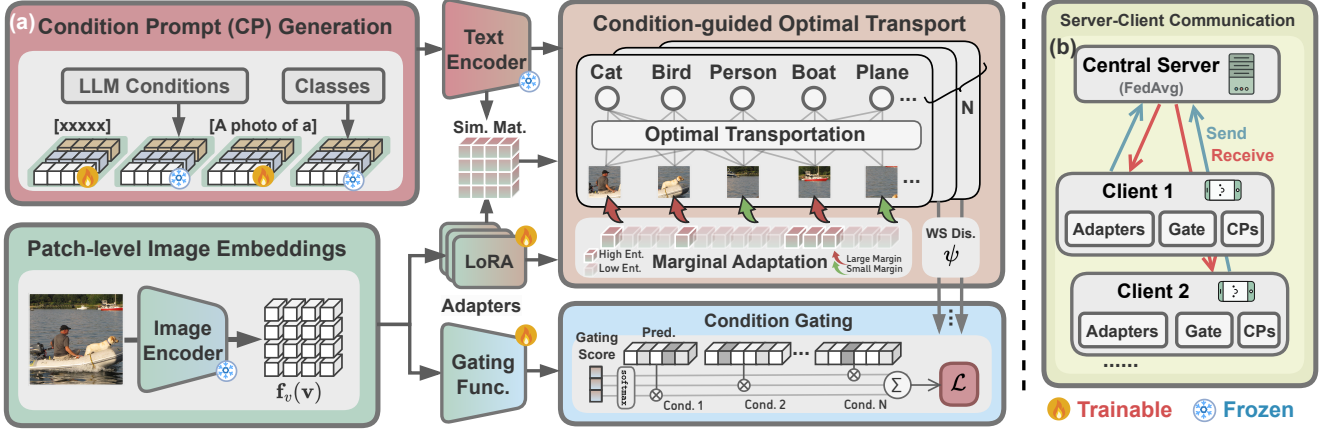 (a)
Condition Prompt (CP) Generation
LLM Conditions
Classes
[xxxxx]
[A photo of a]
Text
Encoder
Sim. Mat.
Condition-guided Optimal Transport
Cat Bird Person Boat Plane ...
N
Optimal Transportation
...
High Ent.
Low Ent.
Marginal Adaptation
Large Margin
Small Margin
WS Dis.
ψ
Patch-level Image Embeddings
Image
Encoder
f_v(v)
LoRA
Adapters
Gating
Func.
Condition Gating
Gating
Score
Pred.
softmax
...
Cond. 1
Cond. 2
Cond. N
Σ
ℒ
Server-Client Communication
(b)
Central Server
(FedAvg)
Send
Receive
Client 1
Adapters Gate CPs
Client 2
Adapters Gate CPs
......
Trainable Frozen